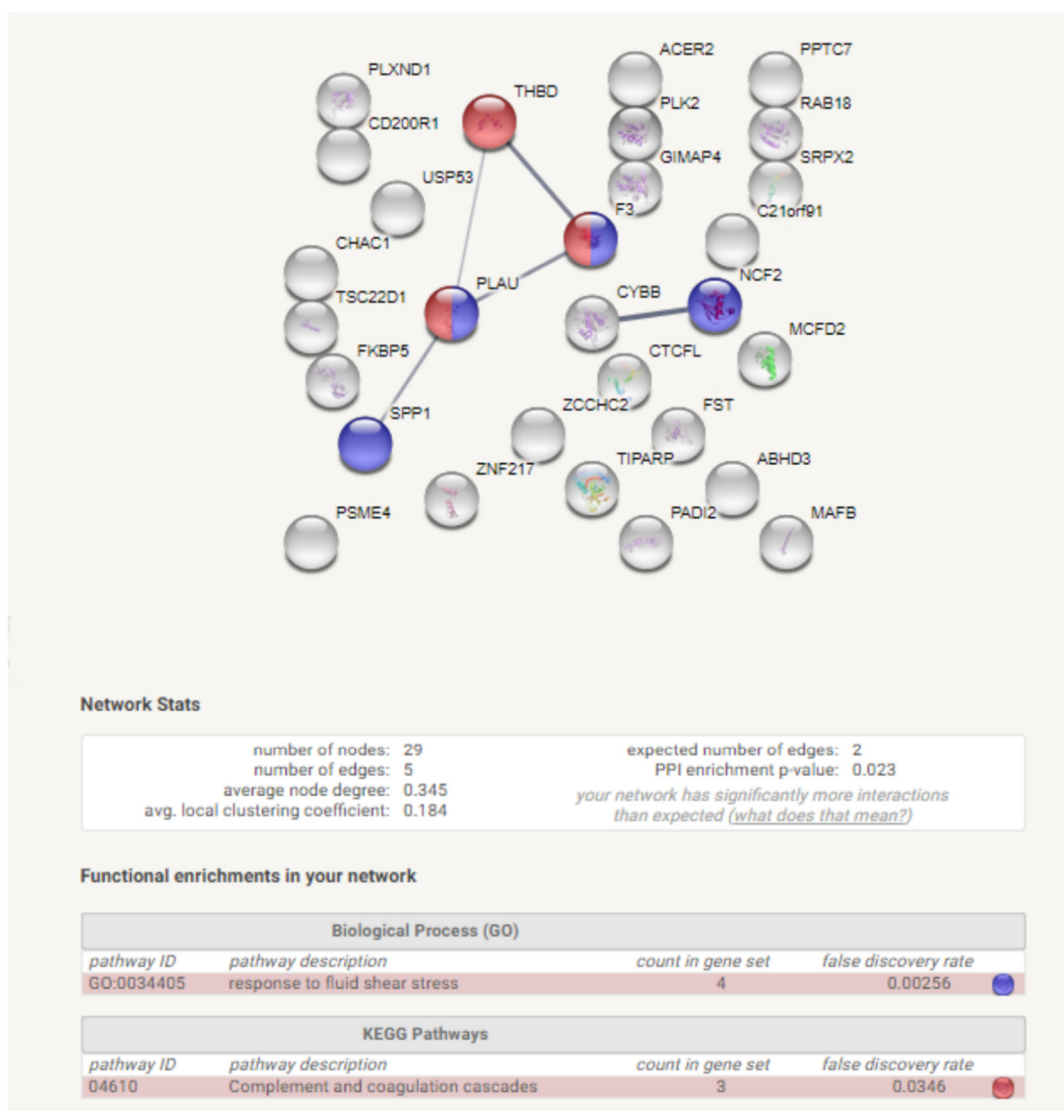 ACER2
PPTC7
PLXND1
THBD
PLK2
RAB18
CD200R1
GIMAP4
SRPX2
USP53
F3
C21orf91
CHAC1
NCF2
PLAU
CYBB
TSC22D1
MCFD2
FKBP5
CTCFL
SPP1
ZCCHC2
FST
ZNF217
TIPARP
ABHD3
PSME4
PADI2
MAFB
Network Stats
number of nodes: 29
number of edges: 5
average node degree: 0.345
avg. local clustering coefficient: 0.184
expected number of edges: 2
PPI enrichment p-value: 0.023
your network has significantly more interactions
than expected (what does that mean?)
Functional enrichments in your network
Biological Process (GO)
pathway ID pathway description count in gene set false discovery rate
GO:0034405 response to fluid shear stress 4 0.00256
KEGG Pathways
pathway ID pathway description count in gene set false discovery rate
04610 Complement and coagulation cascades 3 0.0346